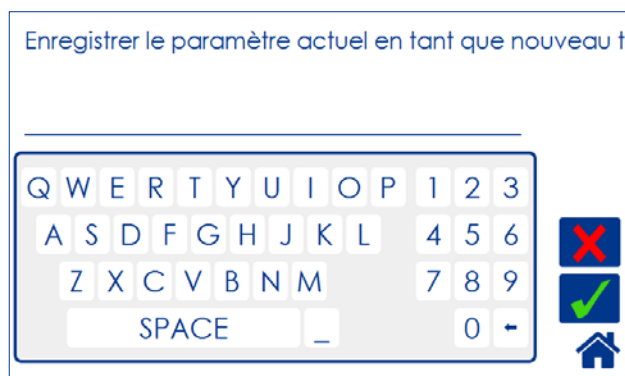 Enregistrer le paramètre actuel en tant que nouveau t
Q W E R T Y U I O P 1 2 3
A S D F G H J K L 4 5 6
Z X C V B N M 7 8 9
SPACE _ 0